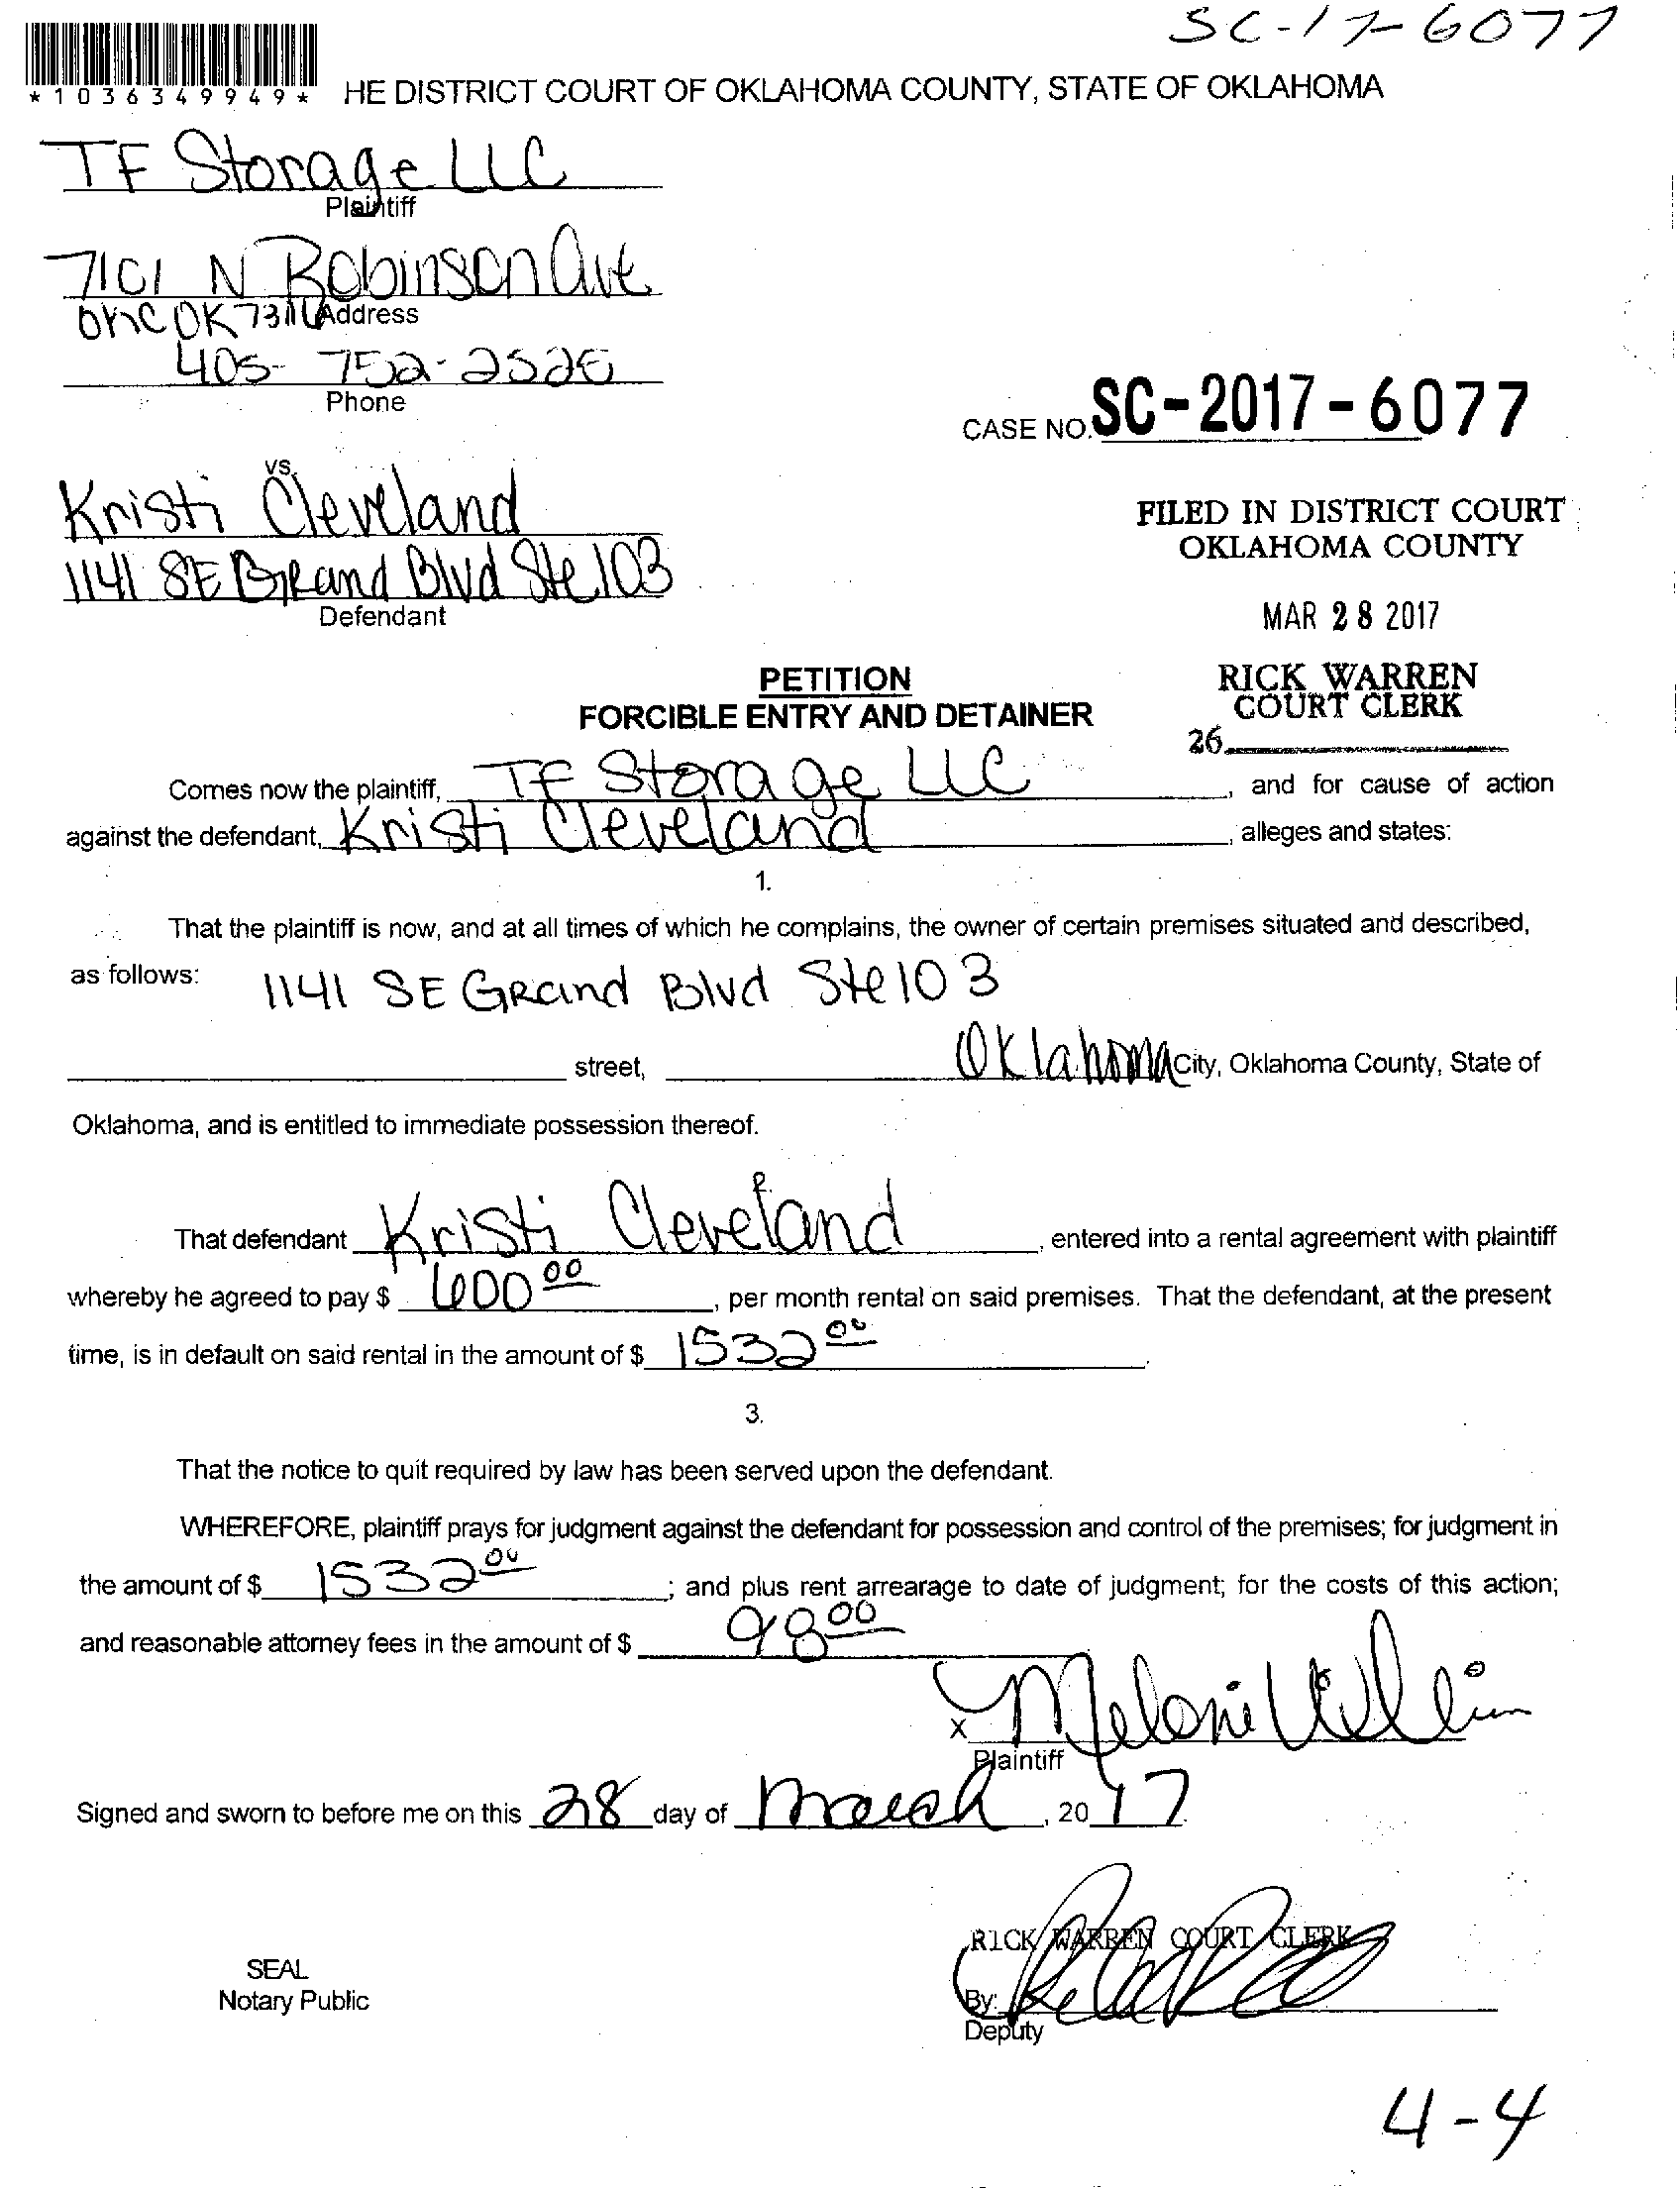 SC-17-6077
*1036349949* HE DISTRICT COURT OF OKLAHOMA COUNTY, STATE OF OKLAHOMA
TF Storage LLC
Plaintiff
7101 N Robinson Ave
OKC OK 73116 Address
405-752-2526
Phone
CASE NO. SC-2017-6077
vs.
Kristi Cleveland
1141 SE Grand Blvd Ste 103
Defendant
FILED IN DISTRICT COURT
OKLAHOMA COUNTY
MAR 28 2017
RICK WARREN
COURT CLERK
26
PETITION
FORCIBLE ENTRY AND DETAINER
Comes now the plaintiff, TF Storage LLC, and for cause of action
against the defendant, Kristi Cleveland, alleges and states:
1.
That the plaintiff is now, and at all times of which he complains, the owner of certain premises situated and described,
as follows: 1141 SE Grand Blvd Ste 103
street, Oklahoma City, Oklahoma County, State of
Oklahoma, and is entitled to immediate possession thereof.
2.
That defendant Kristi Cleveland, entered into a rental agreement with plaintiff
whereby he agreed to pay $ 600 00, per month rental on said premises. That the defendant, at the present
time, is in default on said rental in the amount of $ 1532 00.
3.
That the notice to quit required by law has been served upon the defendant.
WHEREFORE, plaintiff prays for judgment against the defendant for possession and control of the premises; for judgment in
the amount of $ 1532 00; and plus rent arrearage to date of judgment; for the costs of this action;
and reasonable attorney fees in the amount of $ 98 00
x
Plaintiff
Signed and sworn to before me on this 28 day of March, 2017.
RICK WARREN COURT CLERK
SEAL
Notary Public
By:
Deputy
4-4